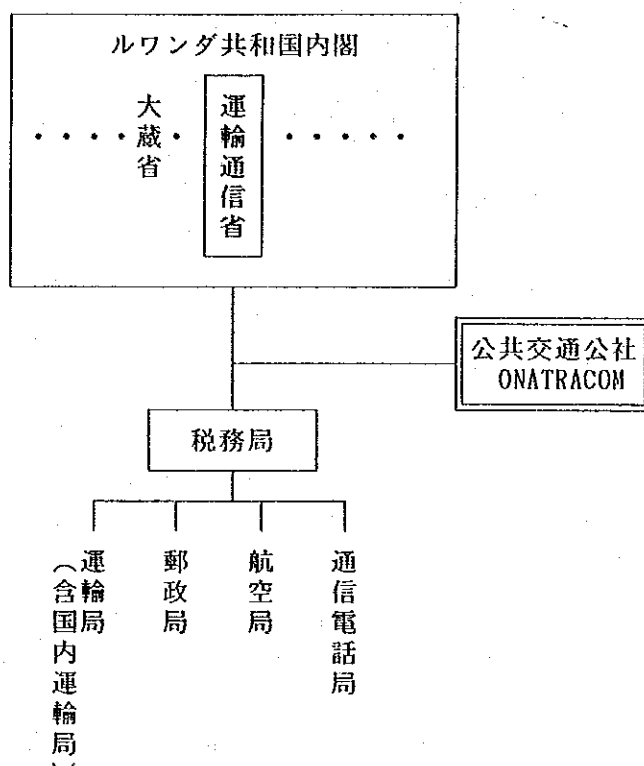 ルワンダ共和国内閣
・・・・大蔵省・
運輸通信省
・・・・・
公共交通公社
ONATRACOM
税務局
運輸局
（含国内運輸局）
郵政局
航空局
通信電話局